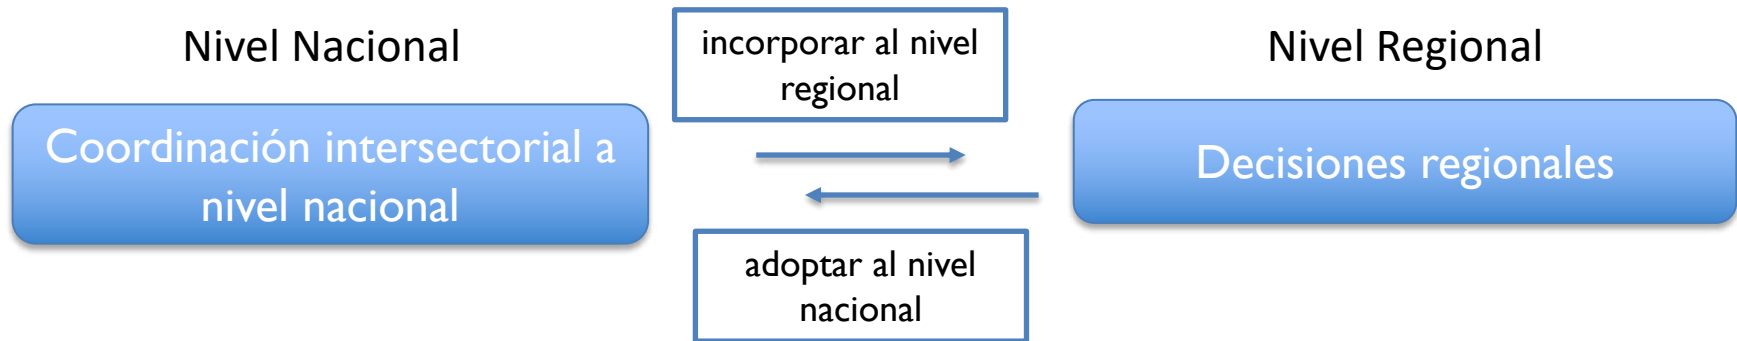 Nivel Nacional
Coordinación intersectorial a
nivel nacional
incorporar al nivel
regional
adoptar al nivel
nacional
Nivel Regional
Decisiones regionales